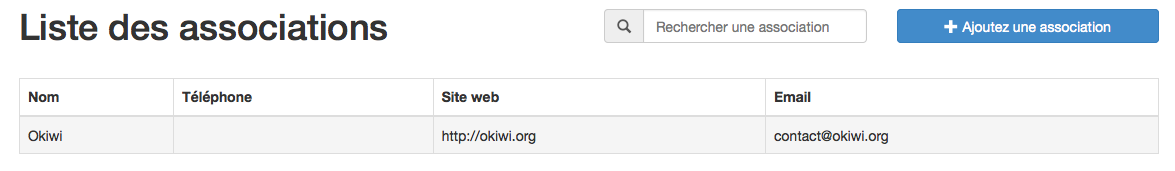 Liste des associations
Rechercher une association
Ajoutez une association
Nom Téléphone Site web Email
Okiwi http://okiwi.org contact@okiwi.org